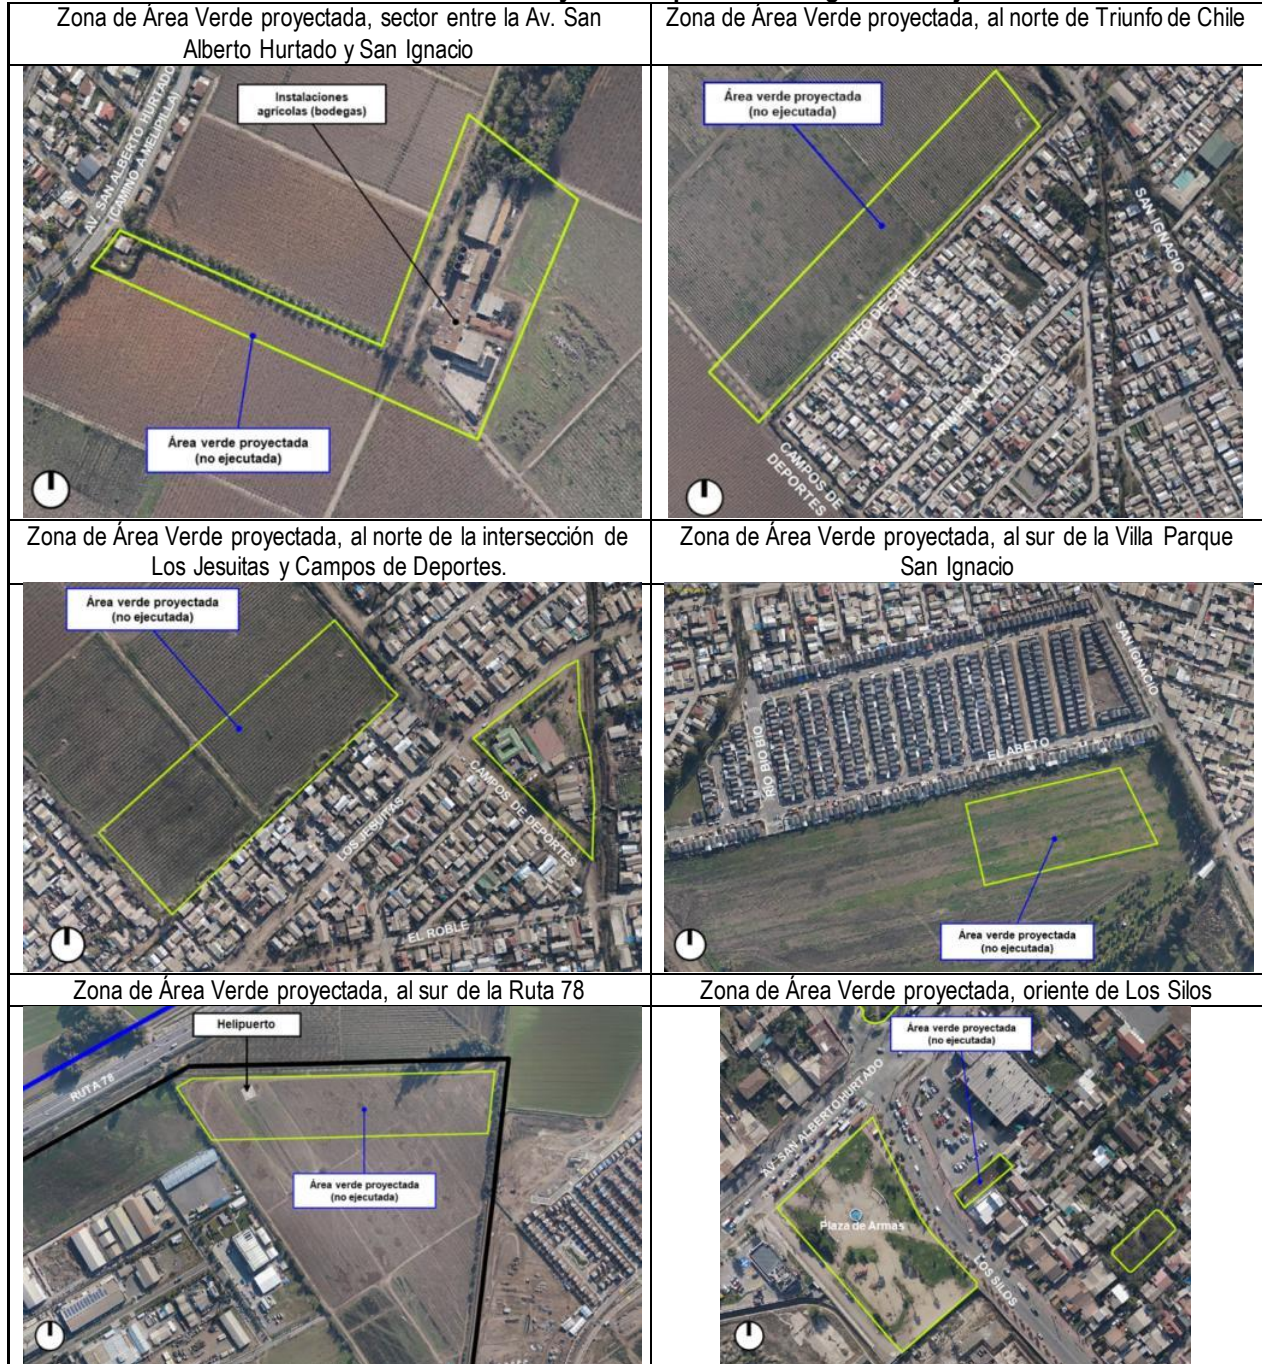 Zona de Área Verde proyectada, sector entre la Av. San
Alberto Hurtado y San Ignacio
Zona de Área Verde proyectada, al norte de Triunfo de Chile
Instalaciones
agrícolas (bodegas)
AV. SAN ALBERTO HURTADO
(CAMINO A MELIPILLA)
Área verde proyectada
(no ejecutada)
Área verde proyectada
(no ejecutada)
SAN IGNACIO
TRIUNFO DE CHILE
PRIMER ALCALDE
CAMPOS DE
DEPORTES
Zona de Área Verde proyectada, al norte de la intersección de
Los Jesuitas y Campos de Deportes.
Zona de Área Verde proyectada, al sur de la Villa Parque
San Ignacio
Área verde proyectada
(no ejecutada)
CAMPOS DE DEPORTES
LOS JESUITAS
EL ROBLE
SAN IGNACIO
RIO BIO BIO
EL ABETO
Área verde proyectada
(no ejecutada)
Zona de Área Verde proyectada, al sur de la Ruta 78
Zona de Área Verde proyectada, oriente de Los Silos
Helipuerto
RUTA 78
Área verde proyectada
(no ejecutada)
Área verde proyectada
(no ejecutada)
AV. SAN ALBERTO HURTADO
Plaza de Armas
LOS SILOS